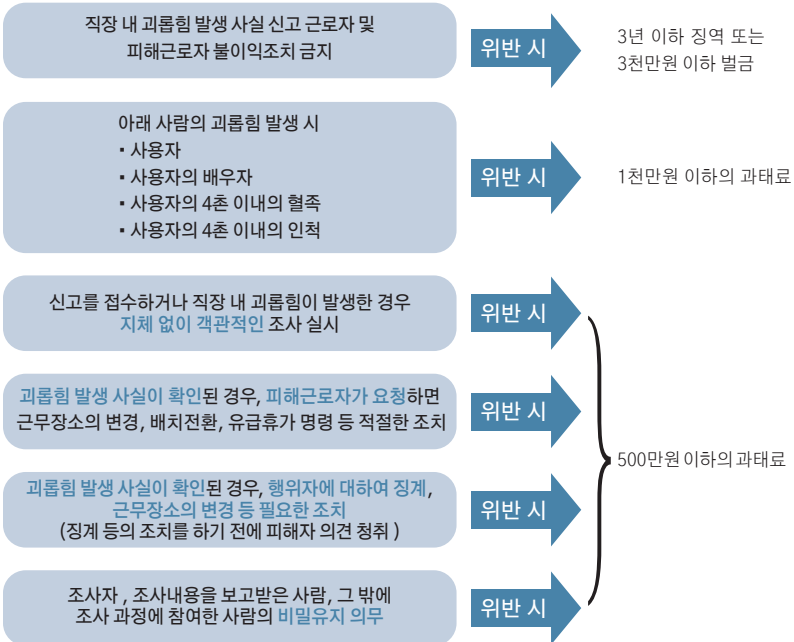 직장 내 괴롭힘 발생 사실 신고 근로자 및
피해근로자 불이익조치 금지
위반 시
3년 이하 징역 또는
3천만원 이하 벌금
아래 사람의 괴롭힘 발생 시
▪ 사용자
▪ 사용자의 배우자
▪ 사용자의 4촌 이내의 혈족
▪ 사용자의 4촌 이내의 인척
위반 시
1천만원 이하의 과태료
신고를 접수하거나 직장 내 괴롭힘이 발생한 경우
지체 없이 객관적인 조사 실시
위반 시
괴롭힘 발생 사실이 확인된 경우, 피해근로자가 요청하면
근무장소의 변경, 배치전환, 유급휴가 명령 등 적절한 조치
위반 시
괴롭힘 발생 사실이 확인된 경우, 행위자에 대하여 징계,
근무장소의 변경 등 필요한 조치
(징계 등의 조치를 하기 전에 피해자 의견 청취 )
위반 시
조사자 , 조사내용을 보고받은 사람, 그 밖에
조사 과정에 참여한 사람의 비밀유지 의무
위반 시
500만원 이하의 과태료